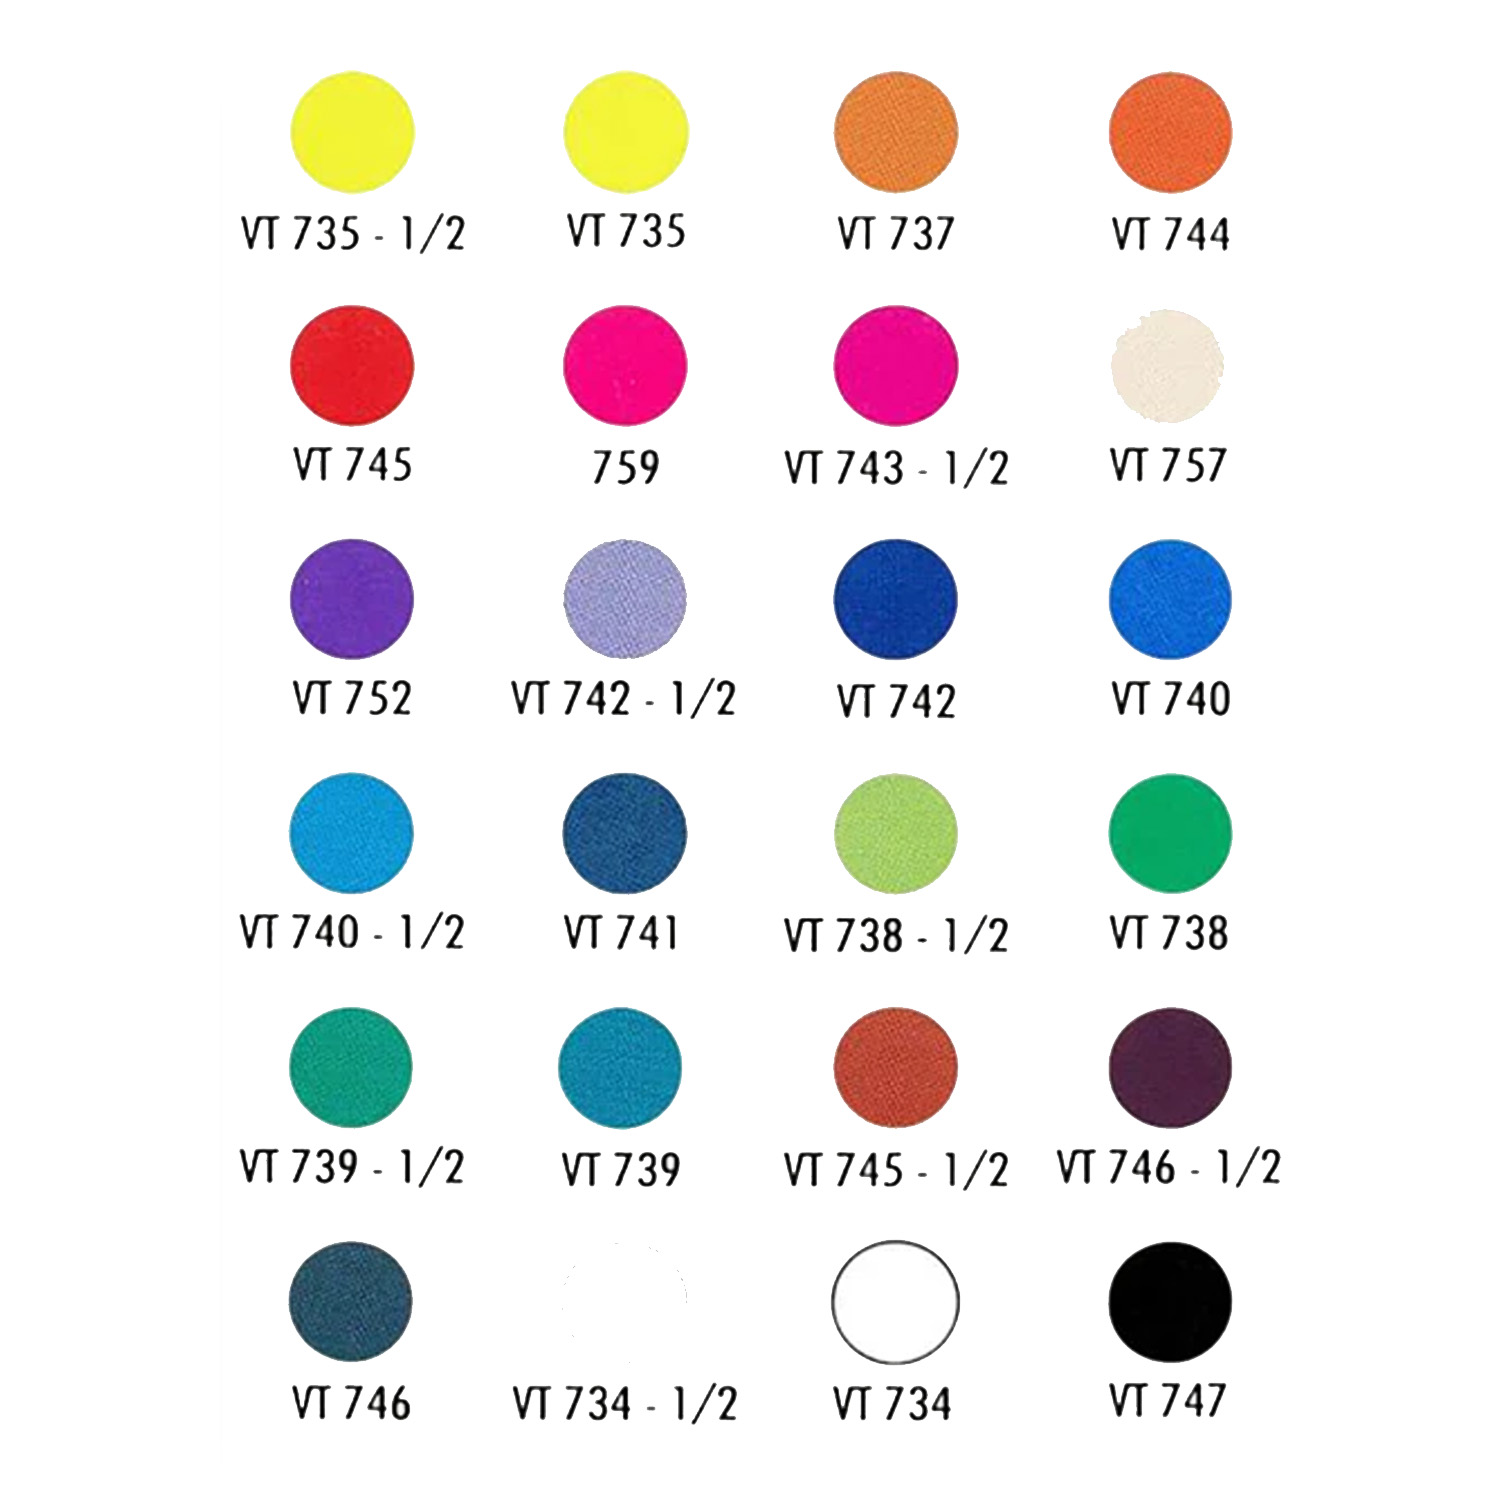 VT 735 - 1/2 VT 735 VT 737 VT 744
VT 745 759 VT 743 - 1/2 VT 757
VT 752 VT 742 - 1/2 VT 742 VT 740
VT 740 - 1/2 VT 741 VT 738 - 1/2 VT 738
VT 739 - 1/2 VT 739 VT 745 - 1/2 VT 746 - 1/2
VT 746 VT 734 - 1/2 VT 734 VT 747